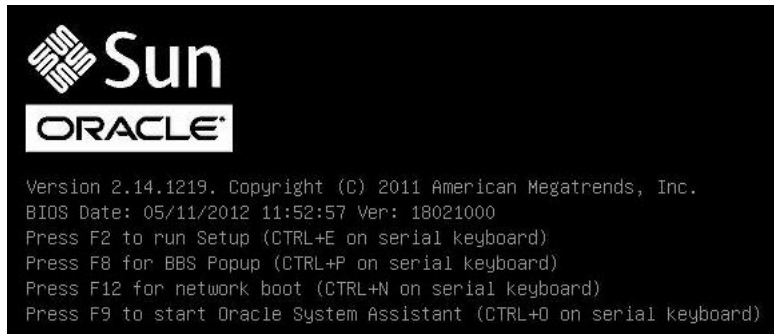 Sun
ORACLE
Version 2.14.1219. Copyright (C) 2011 American Megatrends, Inc.
BIOS Date: 05/11/2012 11:52:57 Ver: 18021000
Press F2 to run Setup (CTRL+E on serial keyboard)
Press F8 for BBS Popup (CTRL+P on serial keyboard)
Press F12 for network boot (CTRL+N on serial keyboard)
Press F9 to start Oracle System Assistant (CTRL+O on serial keyboard)